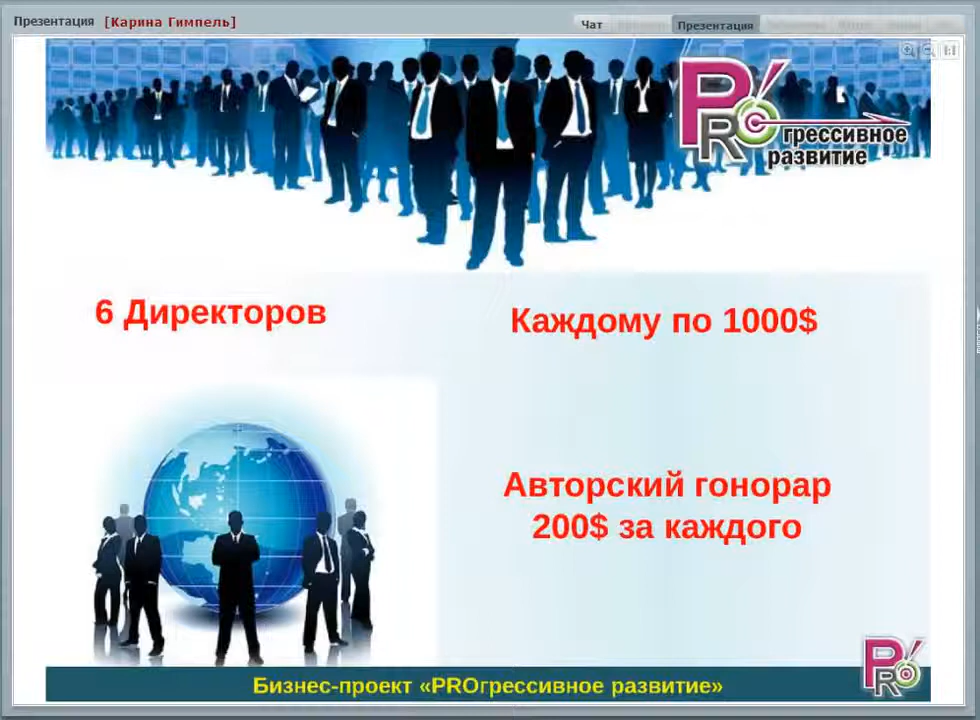 Презентация [Карина Гимпель]
Чат
Презентация
PROгрессивное
развитие
6 Директоров
Каждому по 1000$
Авторский гонорар
200$ за каждого
PRO
Бизнес-проект «PROгрессивное развитие»